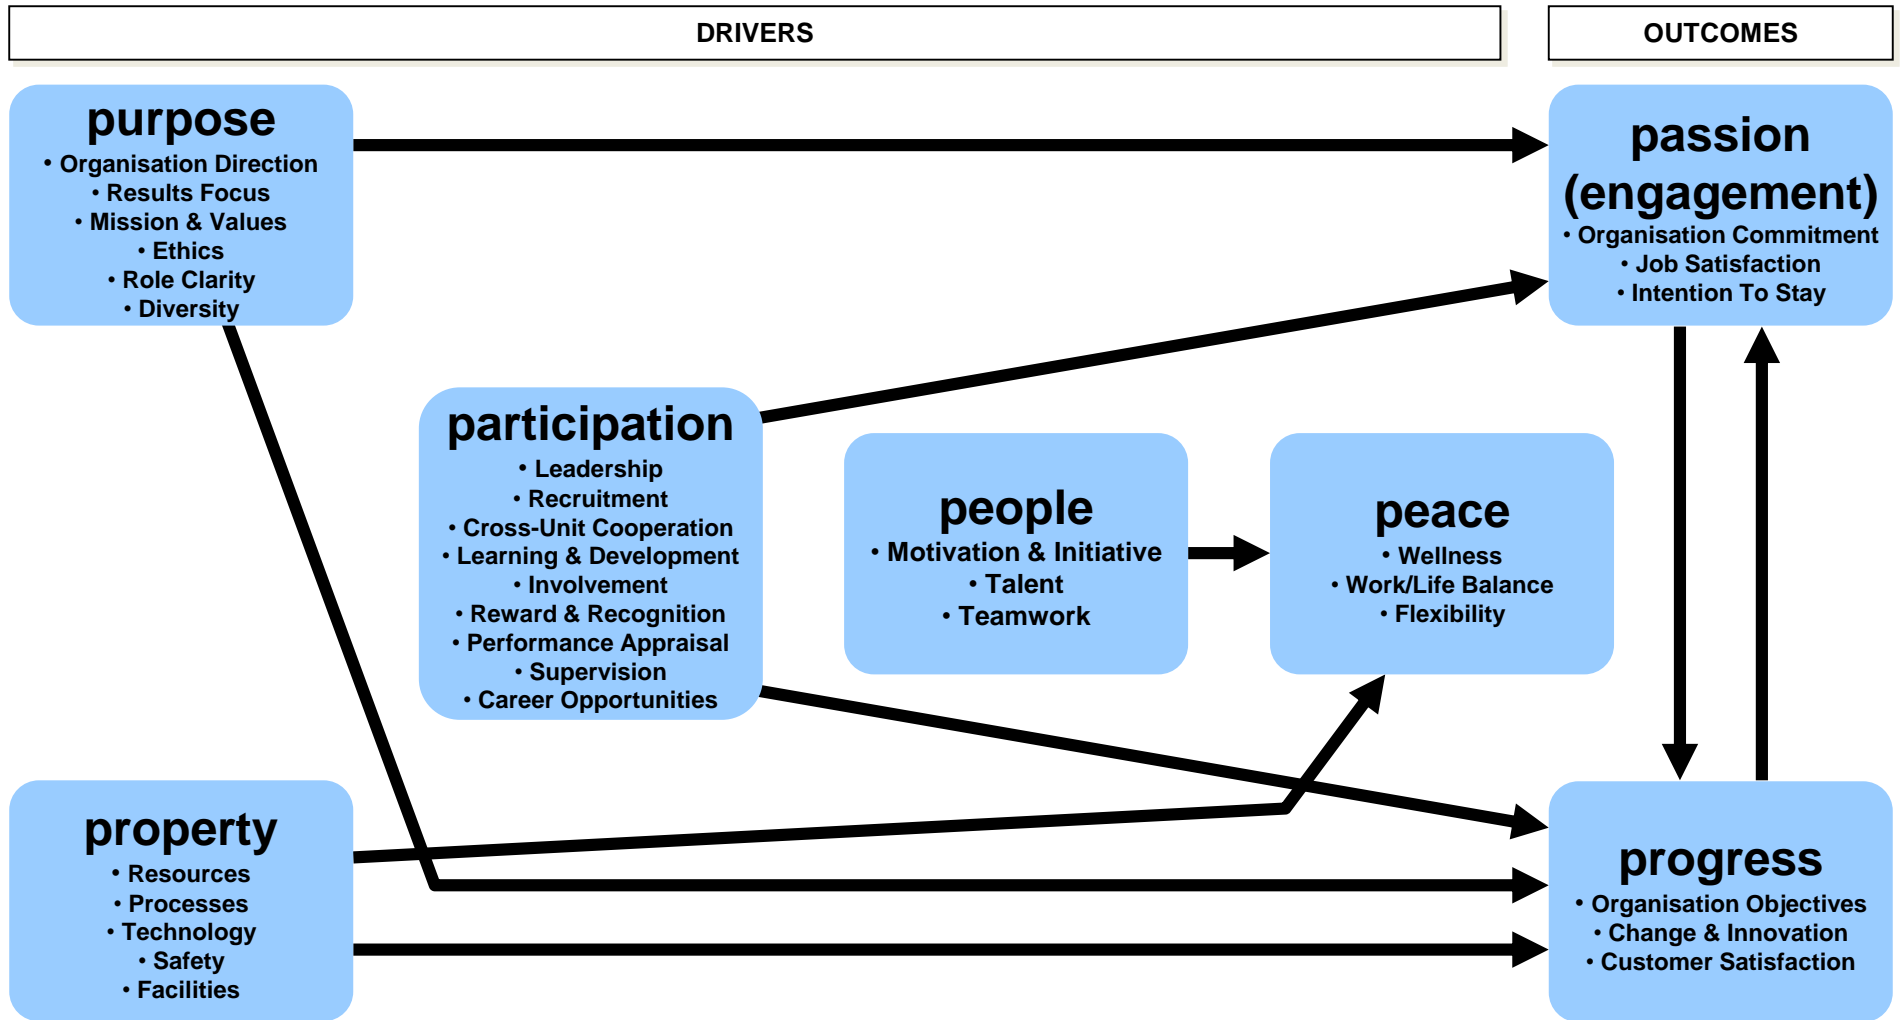 DRIVERS
OUTCOMES
purpose
• Organisation Direction
• Results Focus
• Mission & Values
• Ethics
• Role Clarity
• Diversity
passion
(engagement)
• Organisation Commitment
• Job Satisfaction
• Intention To Stay
participation
• Leadership
• Recruitment
• Cross-Unit Cooperation
• Learning & Development
• Involvement
• Reward & Recognition
• Performance Appraisal
• Supervision
• Career Opportunities
people
• Motivation & Initiative
• Talent
• Teamwork
peace
• Wellness
• Work/Life Balance
• Flexibility
property
• Resources
• Processes
• Technology
• Safety
• Facilities
progress
• Organisation Objectives
• Change & Innovation
• Customer Satisfaction